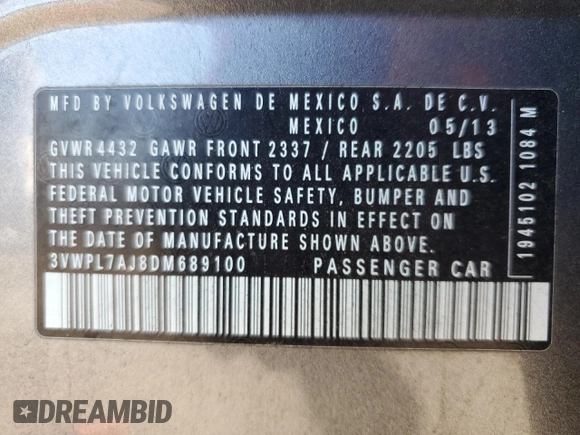 MFD BY VOLKSWAGEN DE MEXICO S.A. DE C.V.
MEXICO 05/13
GVWR 4432 GAWR FRONT 2337 / REAR 2205 LBS
THIS VEHICLE CONFORMS TO ALL APPLICABLE U.S.
FEDERAL MOTOR VEHICLE SAFETY, BUMPER AND
THEFT PREVENTION STANDARDS IN EFFECT ON
THE DATE OF MANUFACTURE SHOWN ABOVE.
3VWPL7AJ8DM689100 PASSENGER CAR
1945102 1084 M
DREAMBID